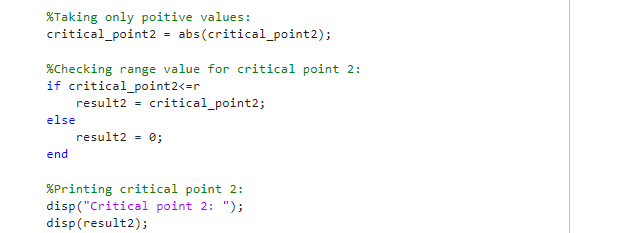 %Taking only poitive values:
critical_point2 = abs(critical_point2);
%Checking range value for critical point 2:
if critical_point2<=r
result2 = critical_point2;
else
result2 = 0;
end
%Printing critical point 2:
disp("Critical point 2: ");
disp(result2);